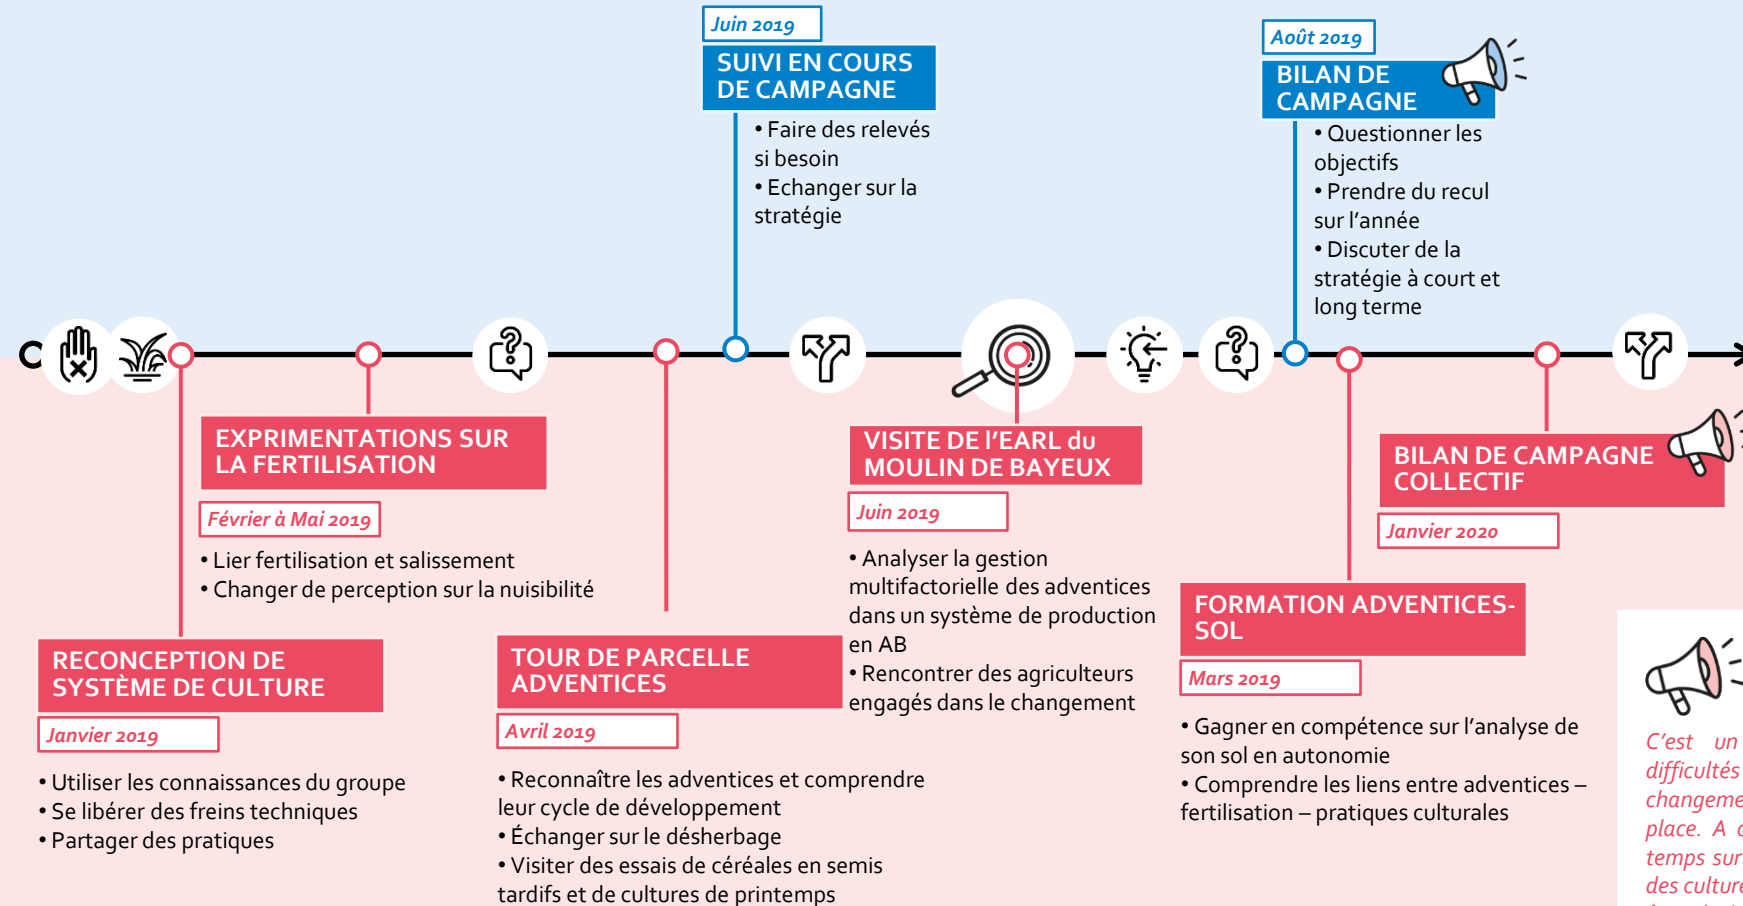 Juin 2019
SUIVI EN COURS
DE CAMPAGNE
• Faire des relevés
si besoin
• Echanger sur la
stratégie
Août 2019
BILAN DE
CAMPAGNE
• Questionner les
objectifs
• Prendre du recul
sur l'année
• Discuter de la
stratégie à court et
long terme
EXPRIMENTATIONS SUR
LA FERTILISATION
Février à Mai 2019
• Lier fertilisation et salissement
• Changer de perception sur la nuisibilité
RECONCEPTION DE
SYSTÈME DE CULTURE
Janvier 2019
• Utiliser les connaissances du groupe
• Se libérer des freins techniques
• Partager des pratiques
TOUR DE PARCELLE
ADVENTICES
Avril 2019
• Reconnaître les adventices et comprendre
leur cycle de développement
• Échanger sur le désherbage
• Visiter des essais de céréales en semis
tardifs et de cultures de printemps
VISITE DE l'EARL du
MOULIN DE BAYEUX
Juin 2019
• Analyser la gestion
multifactorielle des adventices
dans un système de production
en AB
• Rencontrer des agriculteurs
engagés dans le changement
FORMATION ADVENTICES-
SOL
Mars 2019
• Gagner en compétence sur l'analyse de
son sol en autonomie
• Comprendre les liens entre adventices –
fertilisation – pratiques culturales
BILAN DE CAMPAGNE
COLLECTIF
Janvier 2020
C'est un
difficultés
place. A
temps sur